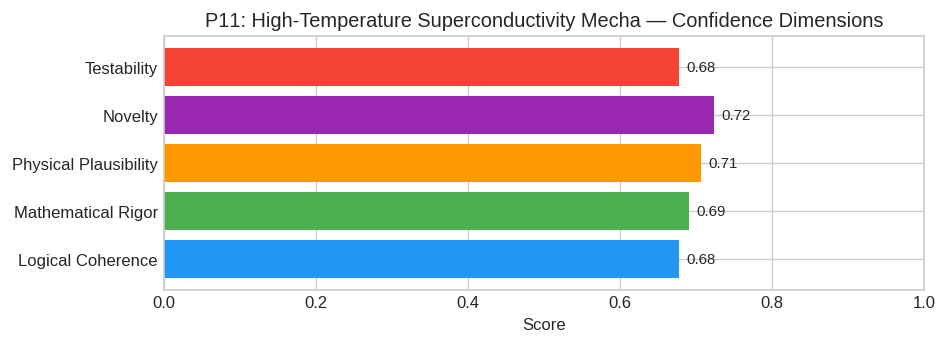 P11: High-Temperature Superconductivity Mecha — Confidence Dimensions
Testability 0.68
Novelty 0.72
Physical Plausibility 0.71
Mathematical Rigor 0.69
Logical Coherence 0.68
0.0 0.2 0.4 0.6 0.8 1.0
Score